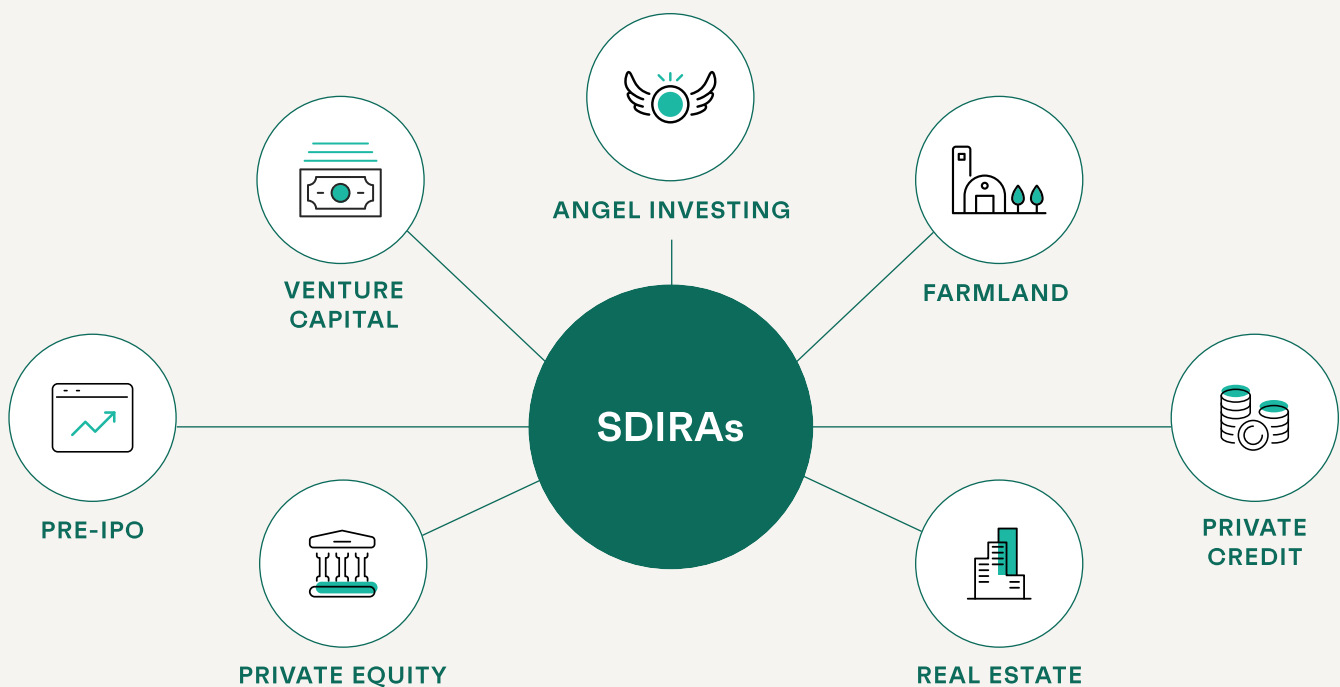 ANGEL INVESTING
VENTURE
CAPITAL
FARMLAND
SDIRAs
PRE-IPO
PRIVATE
CREDIT
PRIVATE EQUITY
REAL ESTATE